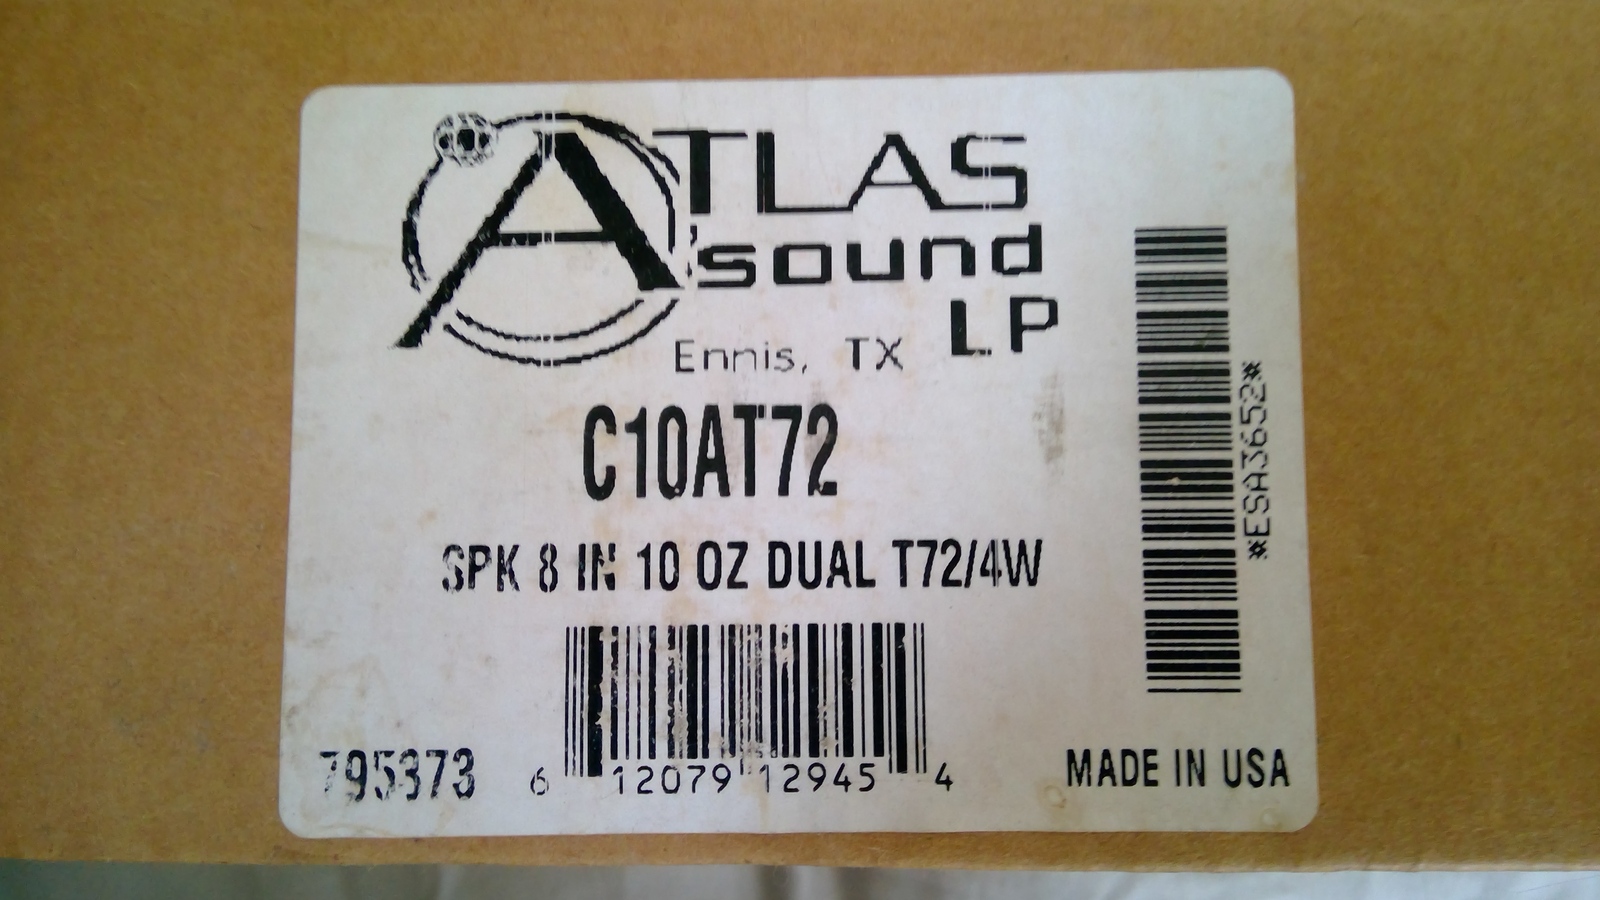 ATLAS
sound
LP
Ennis, TX
C10AT72
SPK 8 IN 10 OZ DUAL T72/4W
*ESA3652*
795373
6 12079 12945 4
MADE IN USA